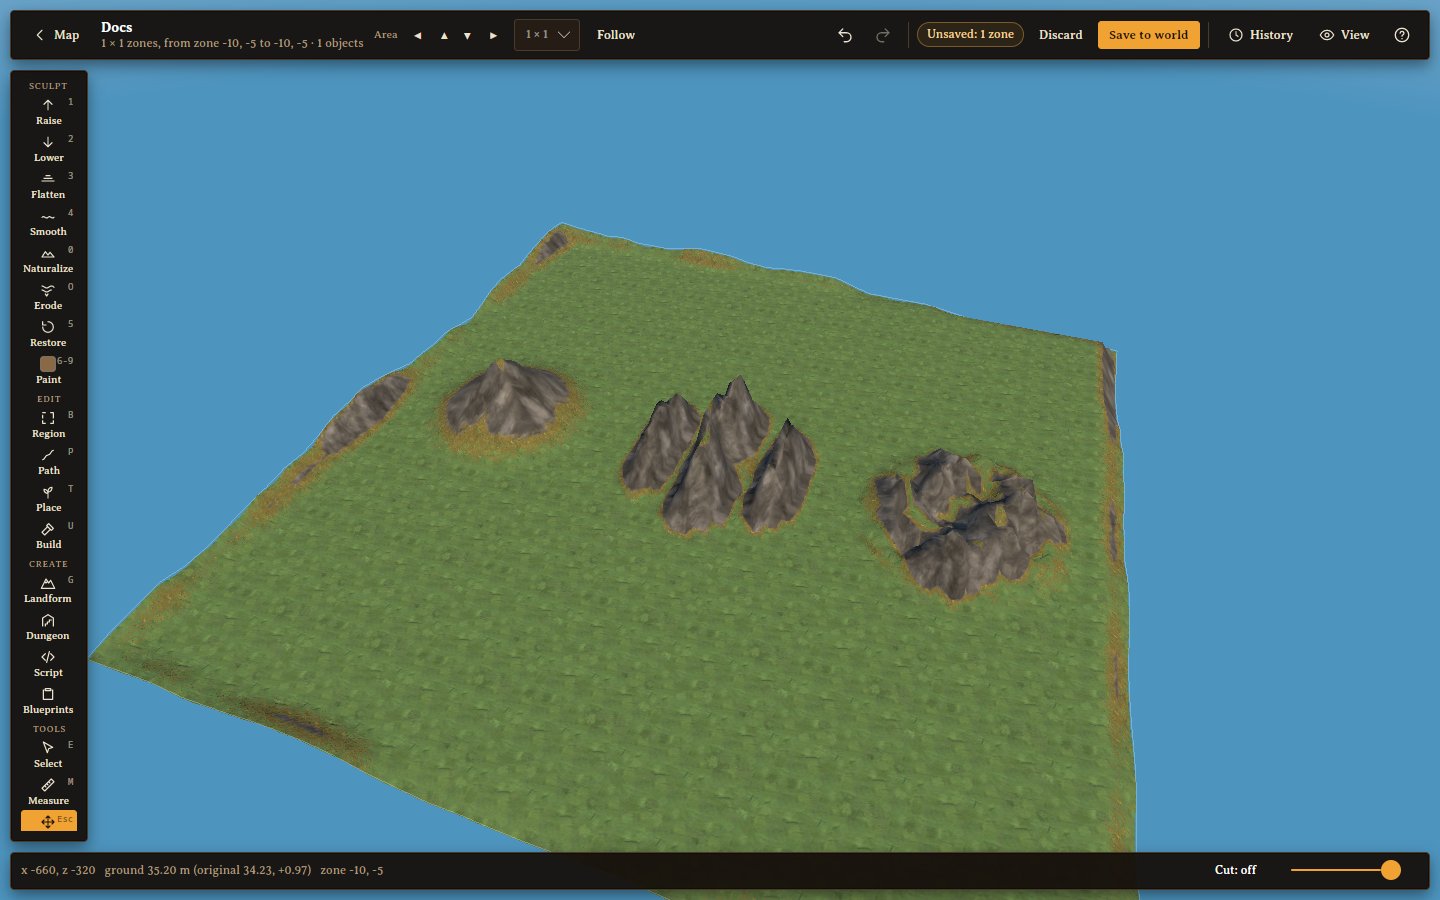 Map
Docs
1 × 1 zones, from zone -10, -5 to -10, -5 · 1 objects
Area
1 × 1
Follow
Unsaved: 1 zone
Discard
Save to world
History
View
SCULPT
1
Raise
2
Lower
3
Flatten
4
Smooth
0
Naturalize
O
Erode
5
Restore
6-9
Paint
EDIT
B
Region
P
Path
T
Place
U
Build
CREATE
G
Landform
Dungeon
Script
Blueprints
TOOLS
E
Select
M
Measure
Esc
x -660, z -320 ground 35.20 m (original 34.23, +0.97) zone -10, -5
Cut: off